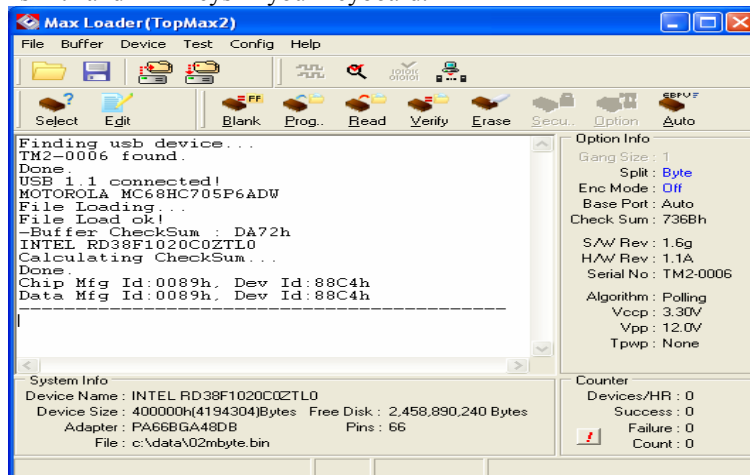 Max Loader(TopMax2)
File Buffer Device Test Config Help
Select Edit Blank Prog.. Read Verify Erase Secu.. Option Auto
Finding usb device...
TM2-0006 found.
Done.
USB 1.1 connected!
MOTOROLA MC68HC705P6ADW
File Loading...
File Load ok!
-Buffer CheckSum : DA72h
INTEL RD38F1020C0ZTL0
Calculating CheckSum...
Done.
Chip Mfg Id:0089h, Dev Id:88C4h
Data Mfg Id:0089h, Dev Id:88C4h
Option Info
Gang Size : 1
Split : Byte
Enc Mode : Off
Base Port : Auto
Check Sum : 736Bh
S/W Rev : 1.6g
H/W Rev : 1.1A
Serial No : TM2-0006
Algorithm : Polling
Vccp : 3.30V
Vpp : 12.0V
Tpwp : None
System Info
Device Name : INTEL RD38F1020C0ZTL0
Device Size : 400000h(4194304)Bytes Free Disk : 2,458,890,240 Bytes
Adapter : PA66BGA48DB Pins : 66
File : c:\data\02mbyte.bin
Counter
Devices/HR : 0
Success : 0
Failure : 0
Count : 0